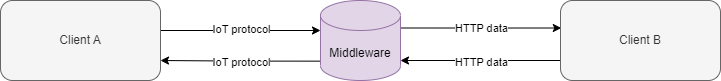 Client A
IoT protocol
IoT protocol
Middleware
HTTP data
HTTP data
Client B